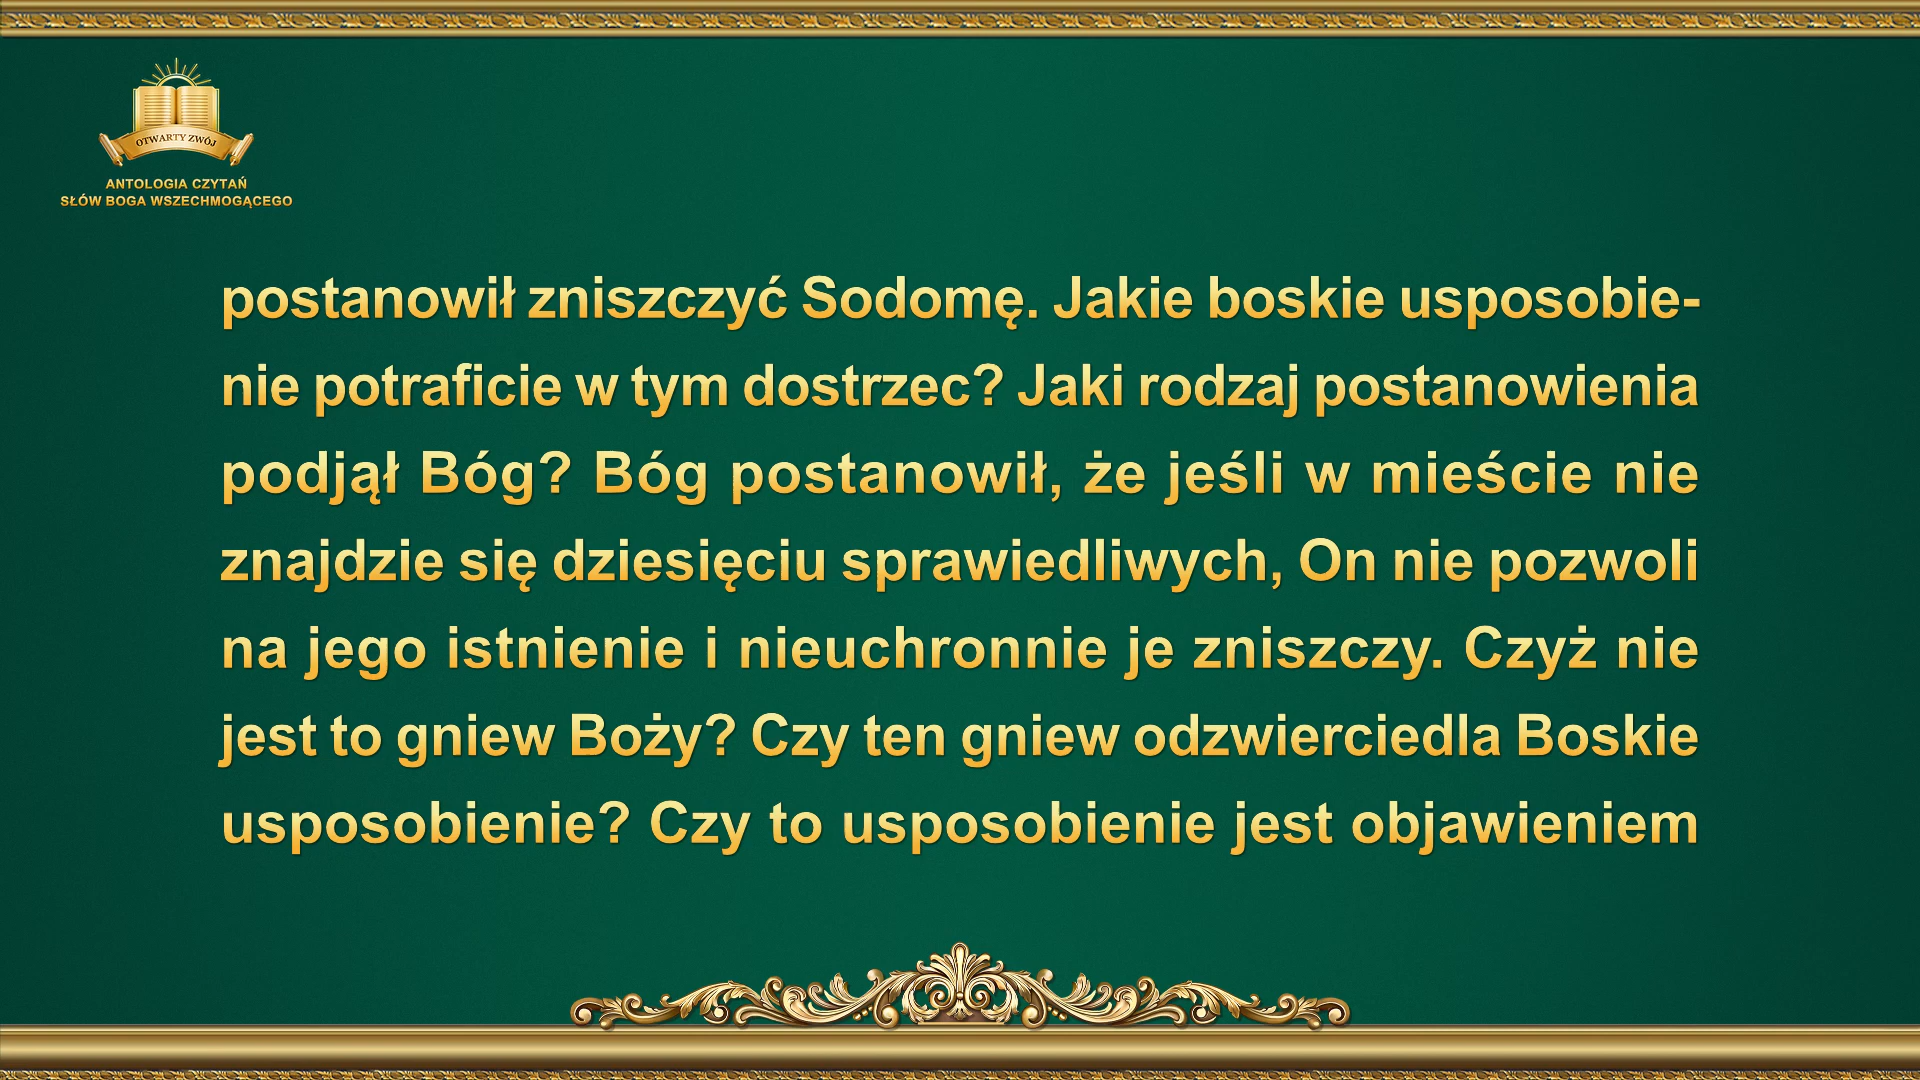 OTWARTY ZWÓJ
ANTOLOGIA CZYTAŃ
SŁÓW BOGA WSZECHMOGĄCEGO
postanowił zniszczyć Sodomę. Jakie boskie usposobie-
nie potraficie w tym dostrzec? Jaki rodzaj postanowienia
podjął Bóg? Bóg postanowił, że jeśli w mieście nie
znajdzie się dziesięciu sprawiedliwych, On nie pozwoli
na jego istnienie i nieuchronnie je zniszczy. Czyż nie
jest to gniew Boży? Czy ten gniew odzwierciedla Boskie
usposobienie? Czy to usposobienie jest objawieniem